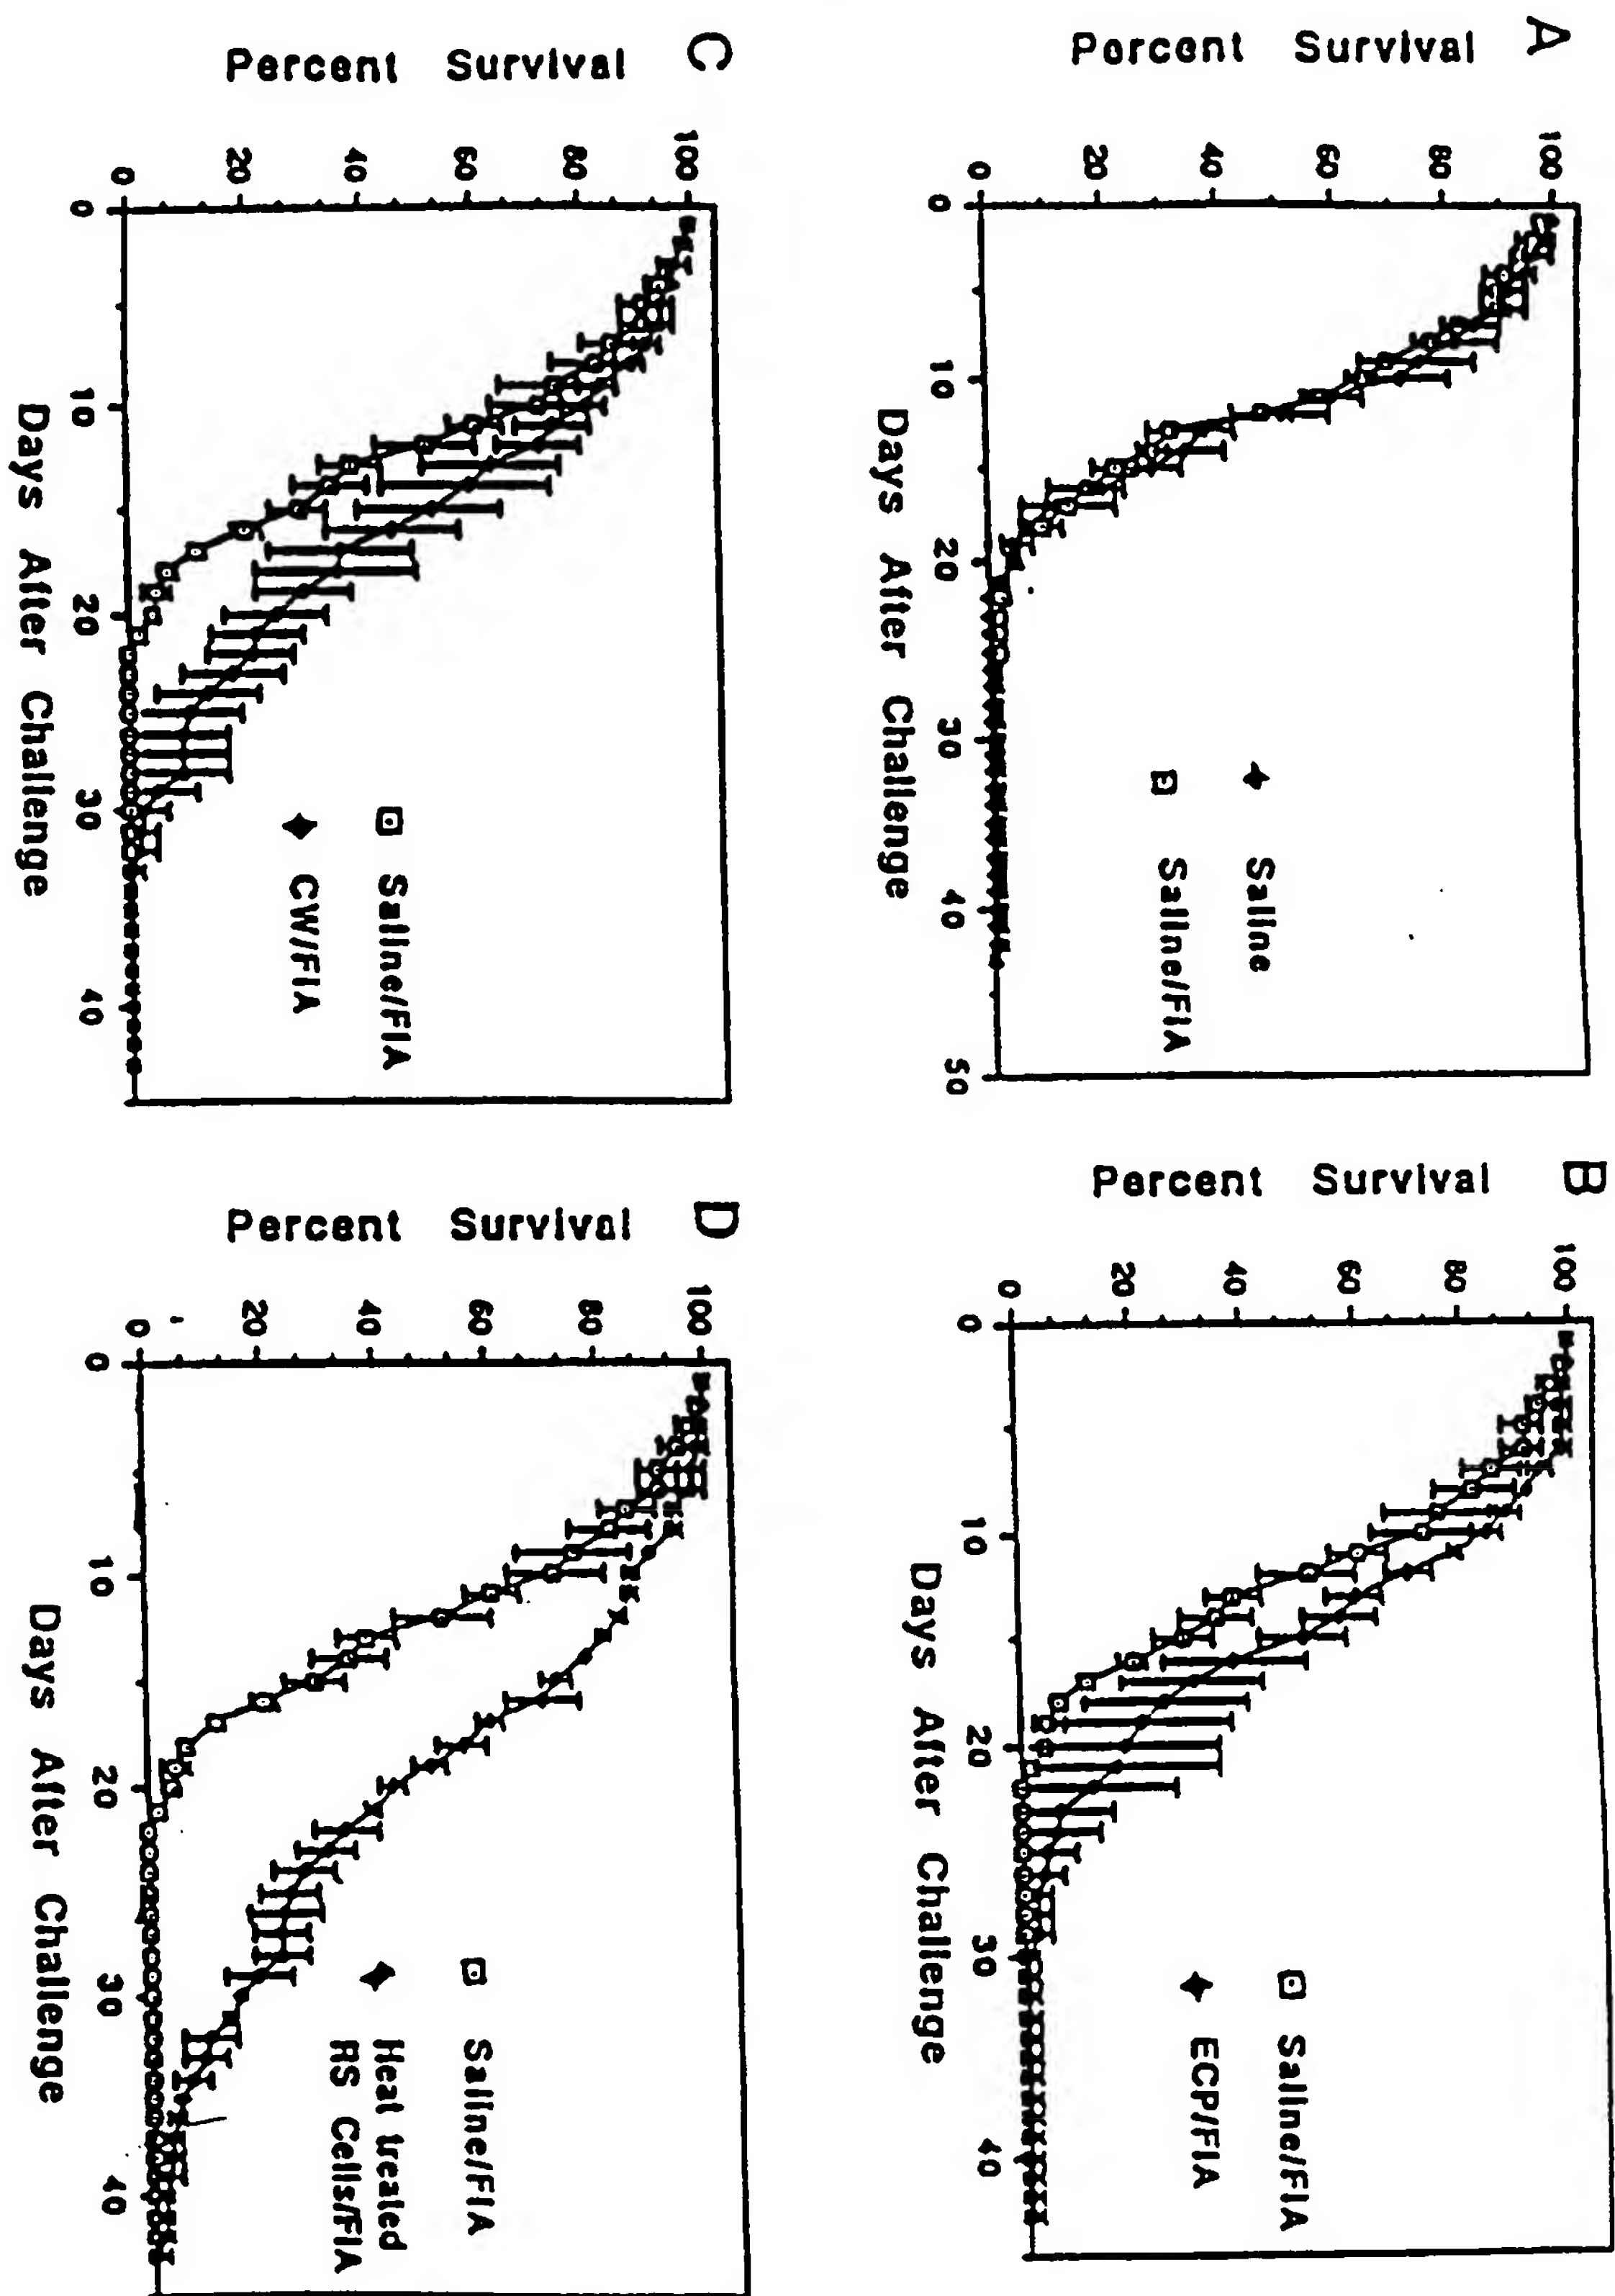 A
Percent Survival
100
80
60
40
20
0
0 10 20 30 40 50
Days After Challenge
Saline
Saline/FIA
B
Percent Survival
100
80
60
40
20
0
0 10 20 30 40
Days After Challenge
Saline/FIA
ECP/FIA
C
Percent Survival
100
80
60
40
20
0
0 10 20 30 40
Days After Challenge
Saline/FIA
CW/FIA
D
Percent Survival
100
80
60
40
20
0
0 10 20 30 40
Days After Challenge
Saline/FIA
Heat treated
RS Cells/FIA